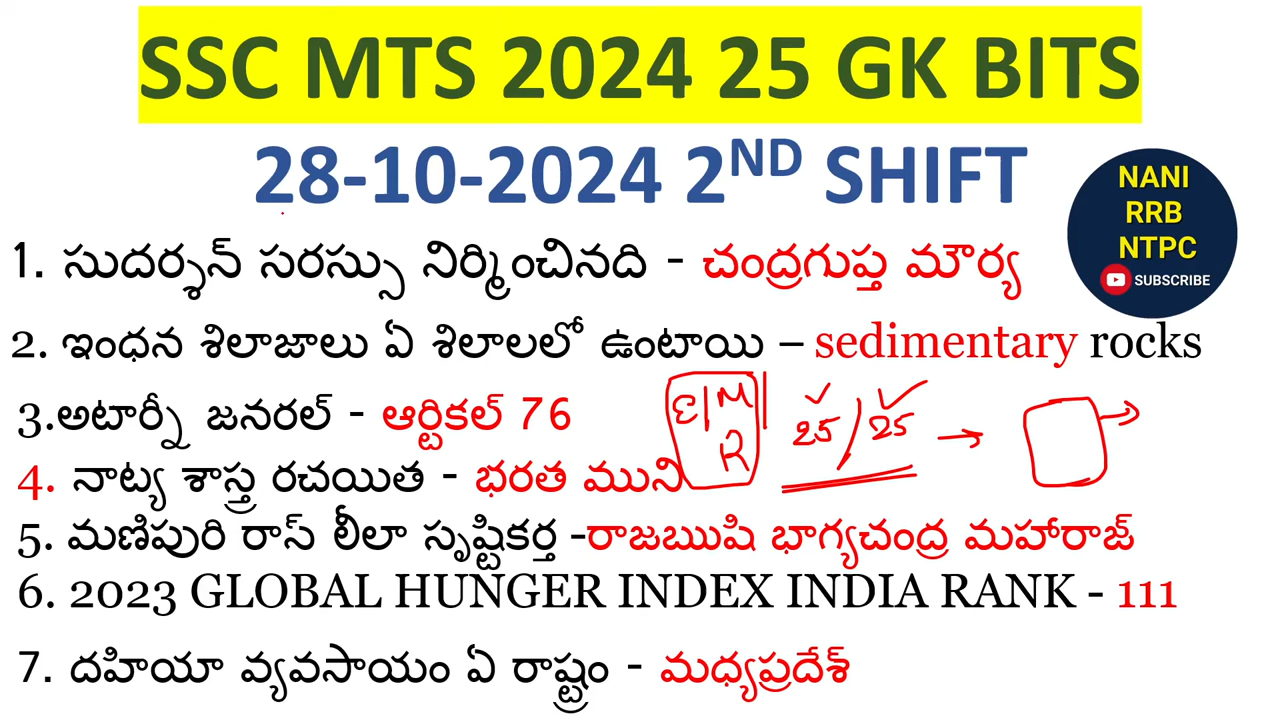 SSC MTS 2024 25 GK BITS
28-10-2024 2ND SHIFT
NANI
RRB
NTPC
SUBSCRIBE
1. సుదర్శన్ సరస్సు నిర్మించినది - చంద్రగుప్త మౌర్య
2. ఇంధన శిలాజాలు ఏ శిలాలలో ఉంటాయి – sedimentary rocks
3.అటార్నీ జనరల్ - ఆర్టికల్ 76
E|M|
R
25/25
4. నాట్య శాస్త్ర రచయిత - భరత ముని
5. మణిపురి రాస్ లీలా సృష్టికర్త -రాజఋషి భాగ్యచంద్ర మహారాజ్
6. 2023 GLOBAL HUNGER INDEX INDIA RANK - 111
7. దహియా వ్యవసాయం ఏ రాష్ట్రం - మధ్యప్రదేశ్